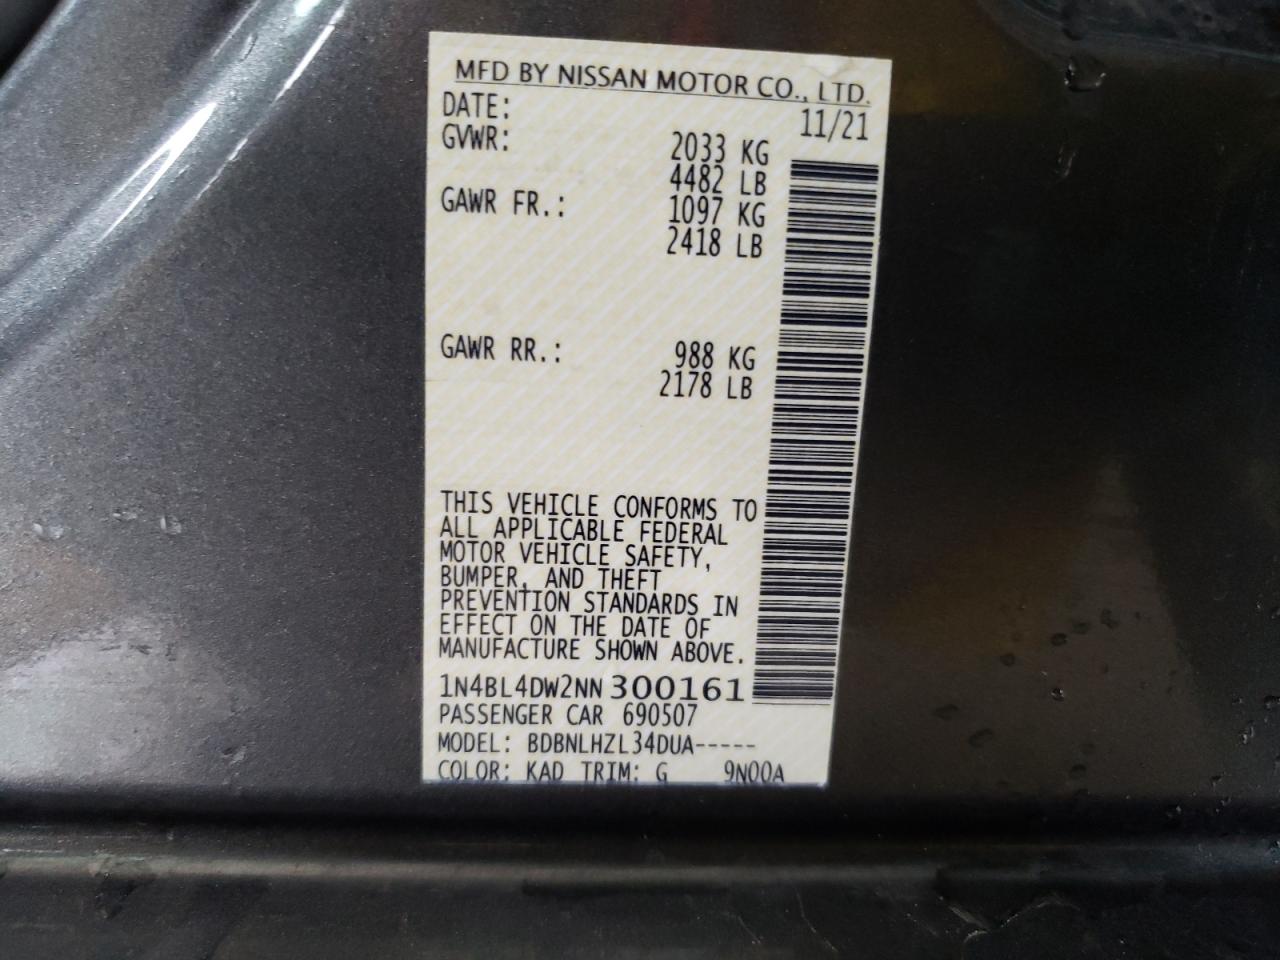 MFD BY NISSAN MOTOR CO., LTD.
DATE: 11/21
GVWR: 2033 KG
4482 LB
GAWR FR.: 1097 KG
2418 LB
GAWR RR.: 988 KG
2178 LB
THIS VEHICLE CONFORMS TO
ALL APPLICABLE FEDERAL
MOTOR VEHICLE SAFETY,
BUMPER, AND THEFT
PREVENTION STANDARDS IN
EFFECT ON THE DATE OF
MANUFACTURE SHOWN ABOVE.
1N4BL4DW2NN300161
PASSENGER CAR 690507
MODEL: BDBNLHZL34DUA-----
COLOR: KAD TRIM: G 9N00A